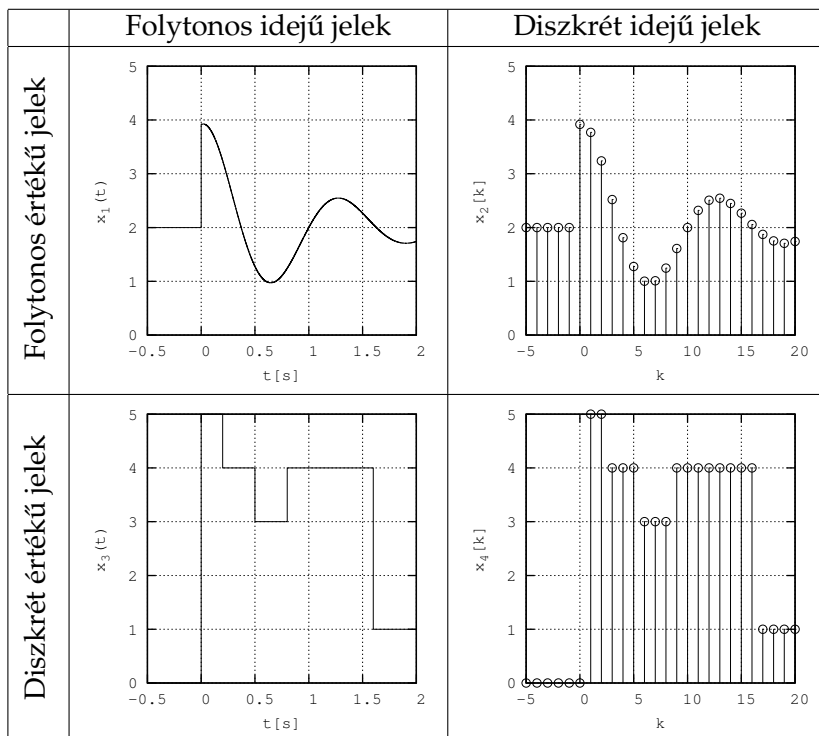 Folytonos idejű jelek
Diszkrét idejű jelek
Folytonos értékű jelek
5
4
3
2
1
0
x1(t)
-0.5 0 0.5 1 1.5 2
t[s]
5
4
3
2
1
0
x2[k]
-5 0 5 10 15 20
k
Diszkrét értékű jelek
5
4
3
2
1
0
x3(t)
-0.5 0 0.5 1 1.5 2
t[s]
5
4
3
2
1
0
x4[k]
-5 0 5 10 15 20
k